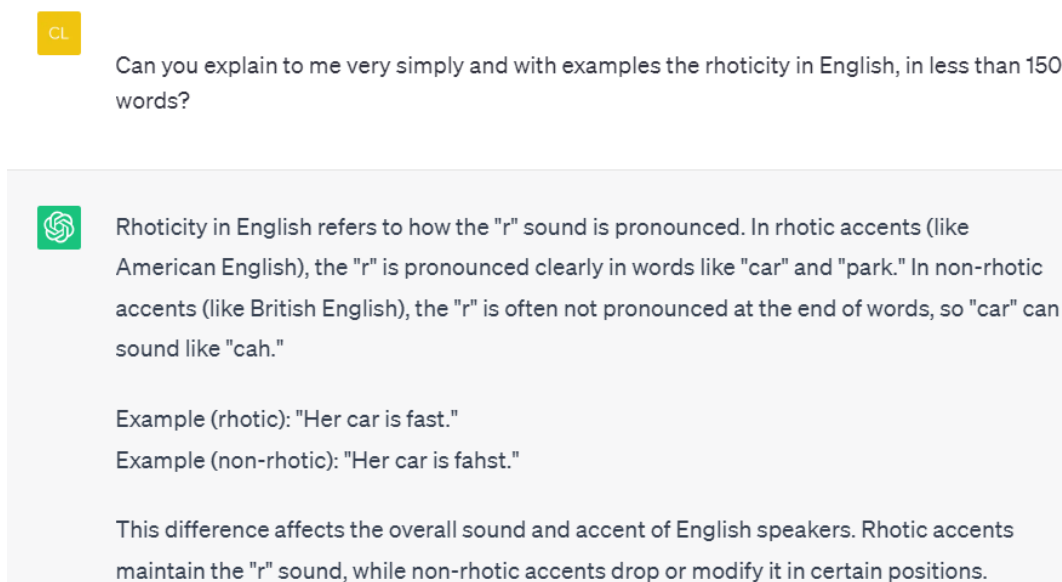 CL
Can you explain to me very simply and with examples the rhoticity in English, in less than 150
words?
Rhoticity in English refers to how the "r" sound is pronounced. In rhotic accents (like
American English), the "r" is pronounced clearly in words like "car" and "park." In non-rhotic
accents (like British English), the "r" is often not pronounced at the end of words, so "car" can
sound like "cah."
Example (rhotic): "Her car is fast."
Example (non-rhotic): "Her car is fahst."
This difference affects the overall sound and accent of English speakers. Rhotic accents
maintain the "r" sound, while non-rhotic accents drop or modify it in certain positions.